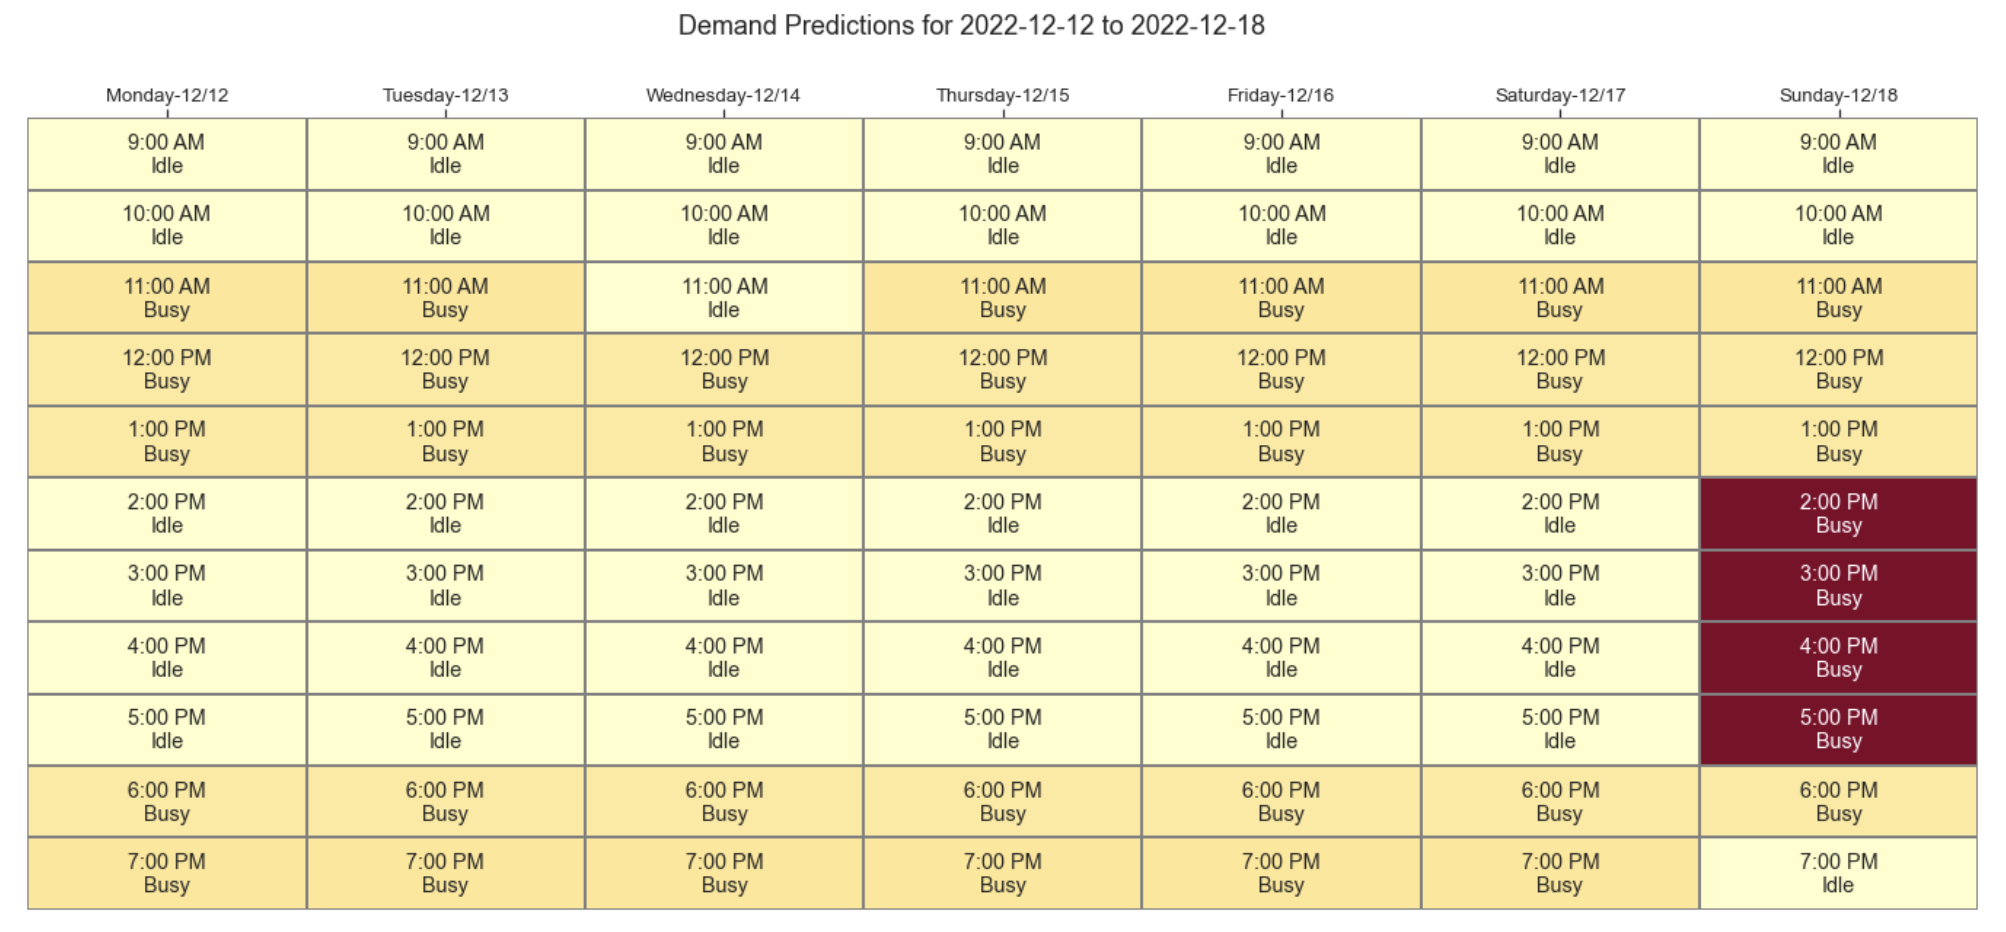 Demand Predictions for 2022-12-12 to 2022-12-18
Monday-12/12 Tuesday-12/13 Wednesday-12/14 Thursday-12/15 Friday-12/16 Saturday-12/17 Sunday-12/18
9:00 AM 9:00 AM 9:00 AM 9:00 AM 9:00 AM 9:00 AM 9:00 AM
Idle Idle Idle Idle Idle Idle Idle
10:00 AM 10:00 AM 10:00 AM 10:00 AM 10:00 AM 10:00 AM 10:00 AM
Idle Idle Idle Idle Idle Idle Idle
11:00 AM 11:00 AM 11:00 AM 11:00 AM 11:00 AM 11:00 AM 11:00 AM
Busy Busy Idle Busy Busy Busy Busy
12:00 PM 12:00 PM 12:00 PM 12:00 PM 12:00 PM 12:00 PM 12:00 PM
Busy Busy Busy Busy Busy Busy Busy
1:00 PM 1:00 PM 1:00 PM 1:00 PM 1:00 PM 1:00 PM 1:00 PM
Busy Busy Busy Busy Busy Busy Busy
2:00 PM 2:00 PM 2:00 PM 2:00 PM 2:00 PM 2:00 PM 2:00 PM
Idle Idle Idle Idle Idle Idle Busy
3:00 PM 3:00 PM 3:00 PM 3:00 PM 3:00 PM 3:00 PM 3:00 PM
Idle Idle Idle Idle Idle Idle Busy
4:00 PM 4:00 PM 4:00 PM 4:00 PM 4:00 PM 4:00 PM 4:00 PM
Idle Idle Idle Idle Idle Idle Busy
5:00 PM 5:00 PM 5:00 PM 5:00 PM 5:00 PM 5:00 PM 5:00 PM
Idle Idle Idle Idle Idle Idle Busy
6:00 PM 6:00 PM 6:00 PM 6:00 PM 6:00 PM 6:00 PM 6:00 PM
Busy Busy Busy Busy Busy Busy Busy
7:00 PM 7:00 PM 7:00 PM 7:00 PM 7:00 PM 7:00 PM 7:00 PM
Busy Busy Busy Busy Busy Busy Idle